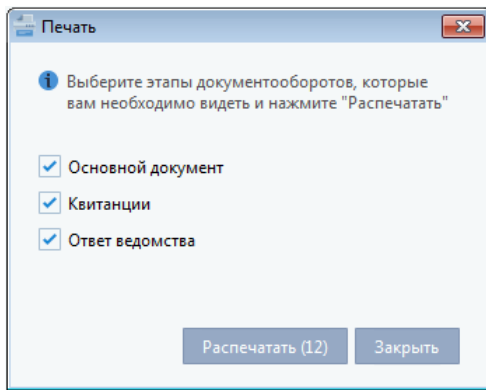 Печать
Выберите этапы документооборотов, которые
вам необходимо видеть и нажмите "Распечатать"
Основной документ
Квитанции
Ответ ведомства
Распечатать (12) Закрыть